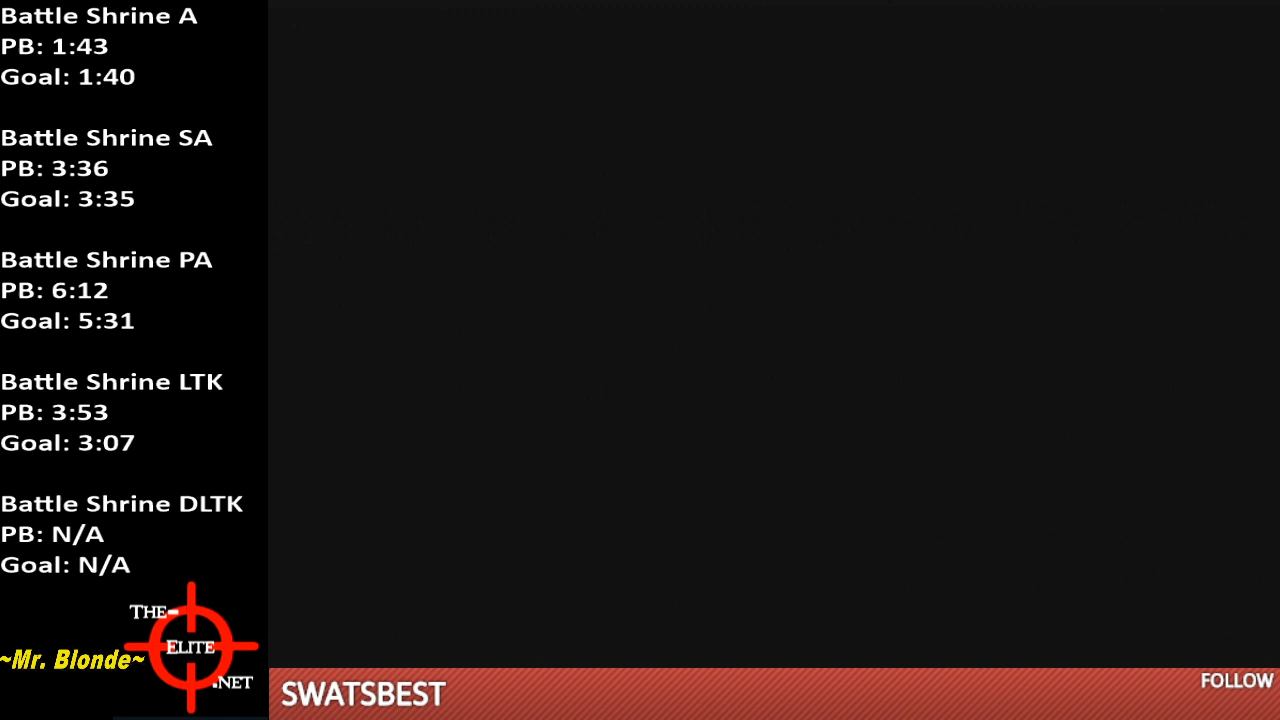 Battle Shrine A
PB: 1:43
Goal: 1:40
Battle Shrine SA
PB: 3:36
Goal: 3:35
Battle Shrine PA
PB: 6:12
Goal: 5:31
Battle Shrine LTK
PB: 3:53
Goal: 3:07
Battle Shrine DLTK
PB: N/A
Goal: N/A
THE-
ELITE
.NET
~Mr. Blonde~
SWATSBEST
FOLLOW